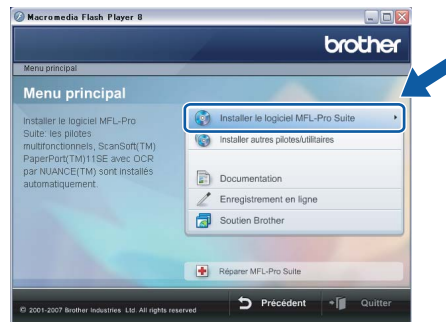 Macromedia Flash Player 8
brother
Menu principal
Menu principal
Installer le logiciel MFL-Pro
Suite: les pilotes
multifonctionnels, ScanSoft(TM)
PaperPort(TM)11SE avec OCR
par NUANCE(TM) sont installés
automatiquement.
Installer le logiciel MFL-Pro Suite
Installer autres pilotes/utilitaires
Documentation
Enregistrement en ligne
Soutien Brother
Réparer MFL-Pro Suite
© 2001-2007 Brother Industries Ltd. All rights reserved
Précédent
Quitter